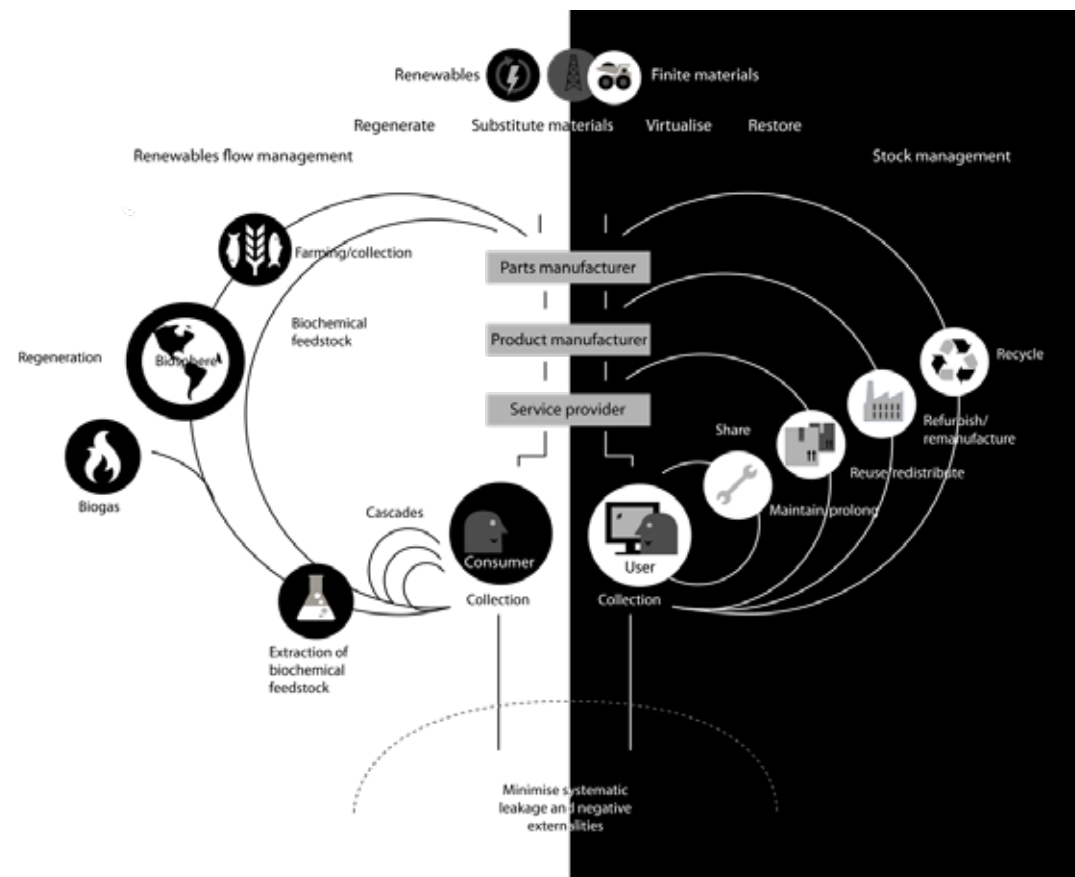 Renewables
Finite materials
Regenerate
Substitute materials
Virtualise
Restore
Renewables flow management
Stock management
Farming/collection
Parts manufacturer
Biochemical
feedstock
Product manufacturer
Regeneration
Biosphere
Recycle
Service provider
Share
Refurbish/
remanufacture
Reuse/redistribute
Biogas
Cascades
Maintain/prolong
Consumer
User
Collection
Collection
Extraction of
biochemical
feedstock
Minimise systematic
leakage and negative
externalities